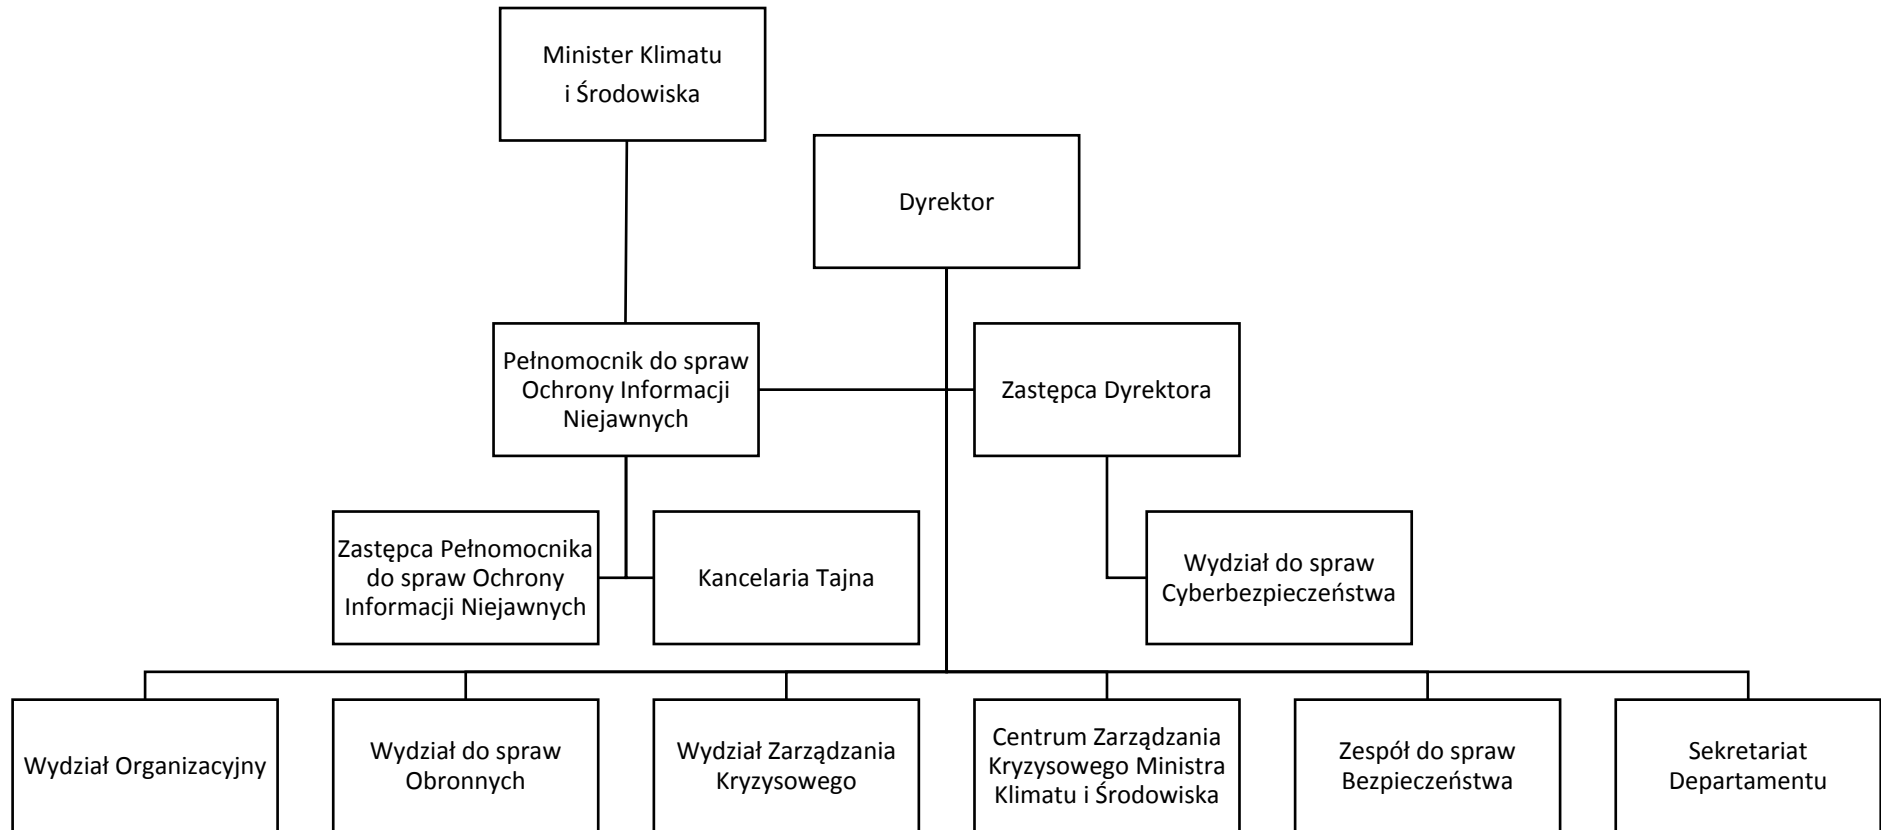 Minister Klimatu
i Środowiska
Dyrektor
Pełnomocnik do spraw
Ochrony Informacji
Niejawnych
Zastępca Dyrektora
Zastępca Pełnomocnika
do spraw Ochrony
Informacji Niejawnych
Kancelaria Tajna
Wydział do spraw
Cyberbezpieczeństwa
Wydział Organizacyjny
Wydział do spraw
Obronnych
Wydział Zarządzania
Kryzysowego
Centrum Zarządzania
Kryzysowego Ministra
Klimatu i Środowiska
Zespół do spraw
Bezpieczeństwa
Sekretariat
Departamentu